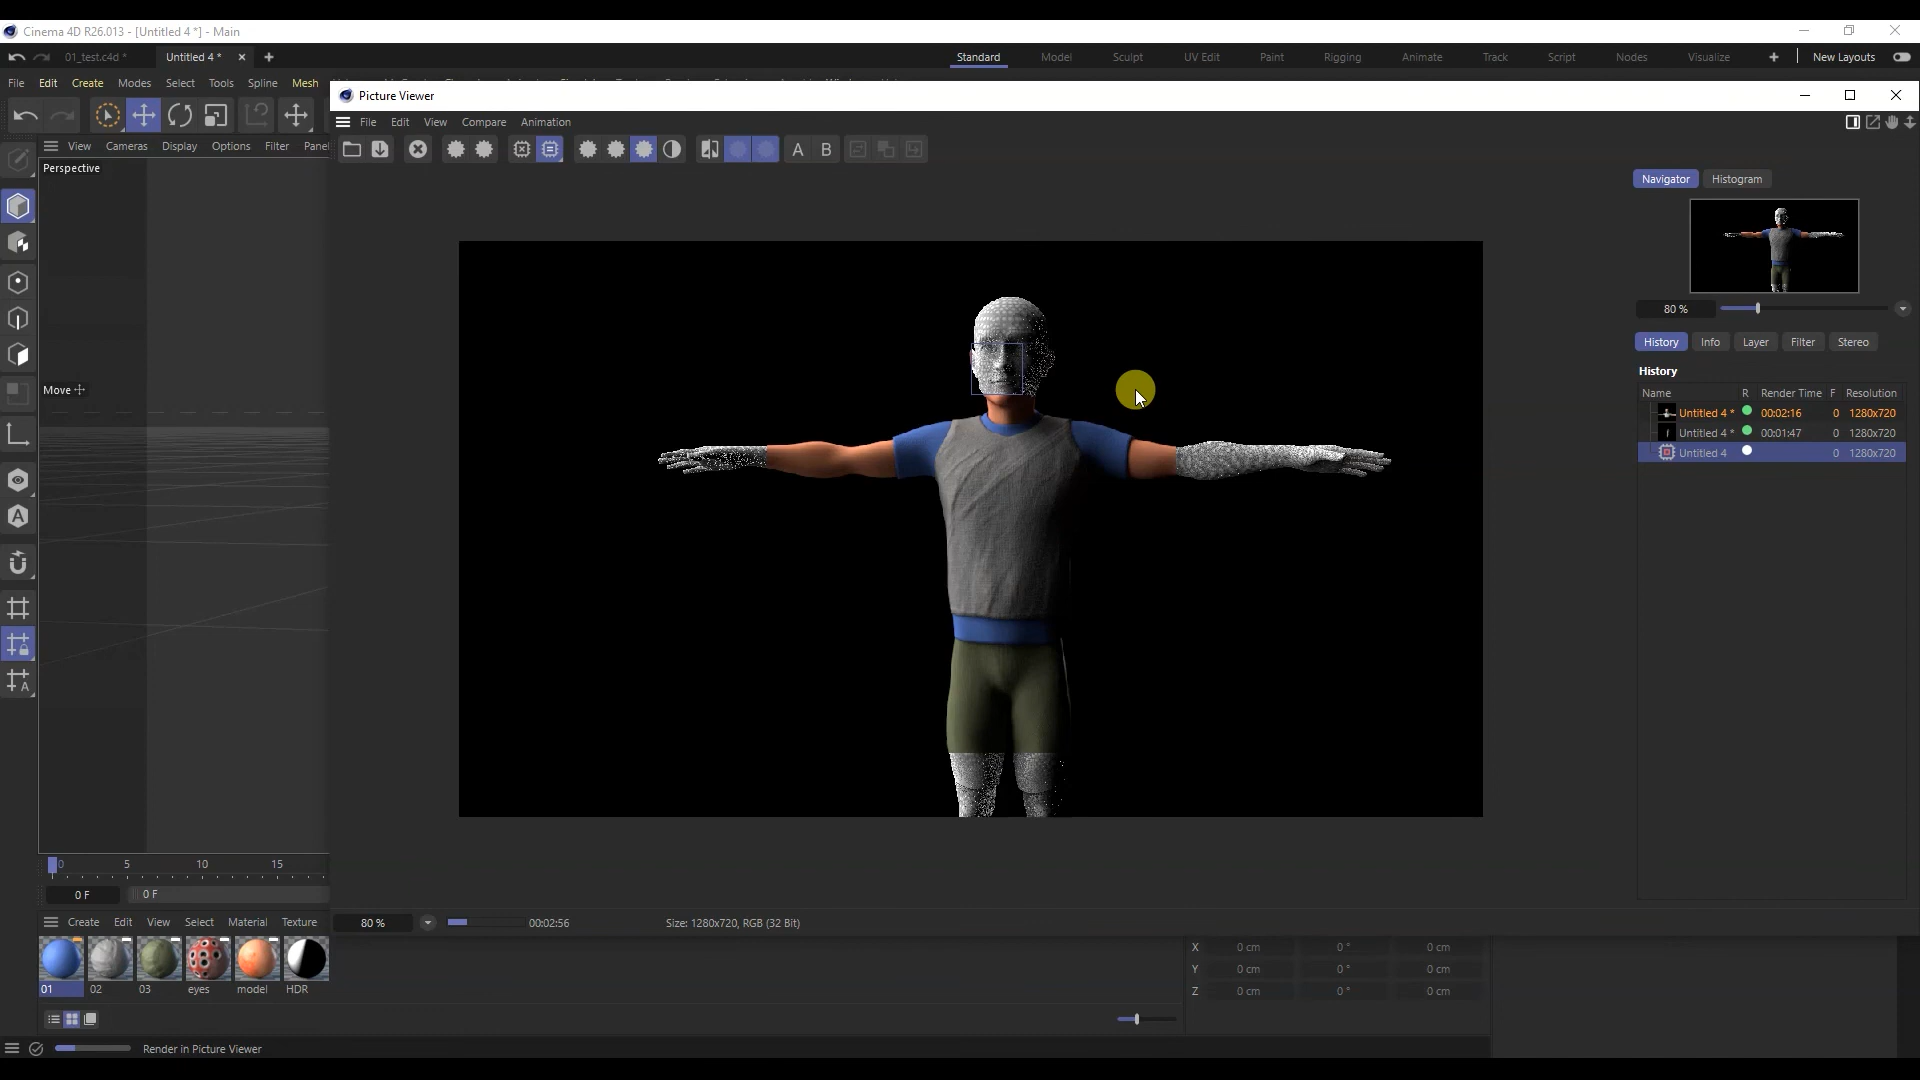 Cinema 4D R26.013 - [Untitled 4 *] - Main
01_test.c4d *
Untitled 4 *
Standard
Model
Sculpt
UV Edit
Paint
Rigging
Animate
Track
Script
Nodes
Visualize
New Layouts
File Edit Create Modes Select Tools Spline Mesh
Picture Viewer
File Edit View Compare Animation
View Cameras Display Options Filter Panel
A B
Perspective
Navigator Histogram
80 %
History Info Layer Filter Stereo
History
Name R Render Time F Resolution
Untitled 4 * 00:02:16 0 1280x720
Untitled 4 * 00:01:47 0 1280x720
Untitled 4 0 1280x720
Move
0 5 10 15
0 F 0 F
Create Edit View Select Material Texture
80 % 00:02:56 Size: 1280x720, RGB (32 Bit)
X 0 cm 0 ° 0 cm
Y 0 cm 0 ° 0 cm
Z 0 cm 0 ° 0 cm
01 02 03 eyes model HDR
Render in Picture Viewer